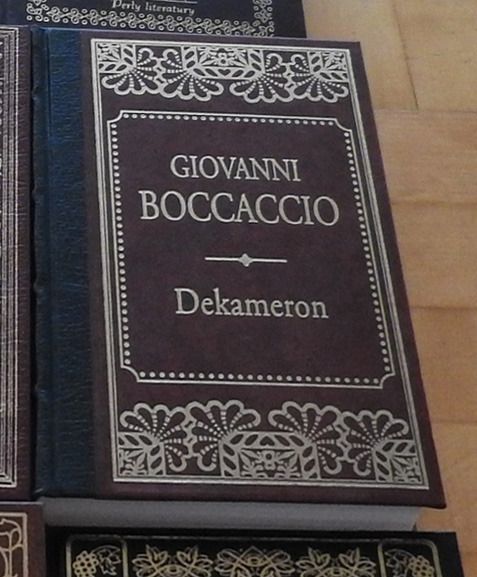 Perły literatury
GIOVANNI
BOCCACCIO
Dekameron